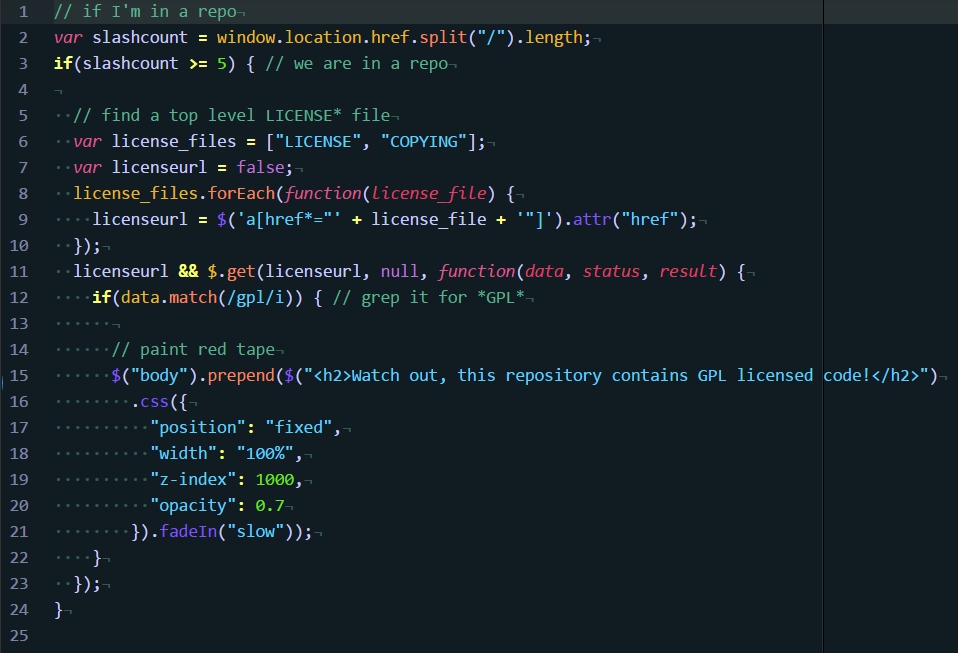 1 // if I'm in a repo¬
2 var slashcount = window.location.href.split("/").length;¬
3 if(slashcount >= 5) { // we are in a repo¬
4 ¬
5 ··// find a top level LICENSE* file¬
6 ··var license_files = ["LICENSE", "COPYING"];¬
7 ··var licenseurl = false;¬
8 ··license_files.forEach(function(license_file) {¬
9 ····licenseurl = $('a[href*="' + license_file + '"]').attr("href");¬
10 ··});¬
11 ··licenseurl && $.get(licenseurl, null, function(data, status, result) {¬
12 ····if(data.match(/gpl/i)) { // grep it for *GPL*¬
13 ······¬
14 ······// paint red tape¬
15 ······$("body").prepend($("<h2>Watch out, this repository contains GPL licensed code!</h2>")¬
16 ········.css({¬
17 ··········"position": "fixed",¬
18 ··········"width": "100%",¬
19 ··········"z-index": 1000,¬
20 ··········"opacity": 0.7¬
21 ········}).fadeIn("slow"));¬
22 ····}¬
23 ··});¬
24 }¬
25